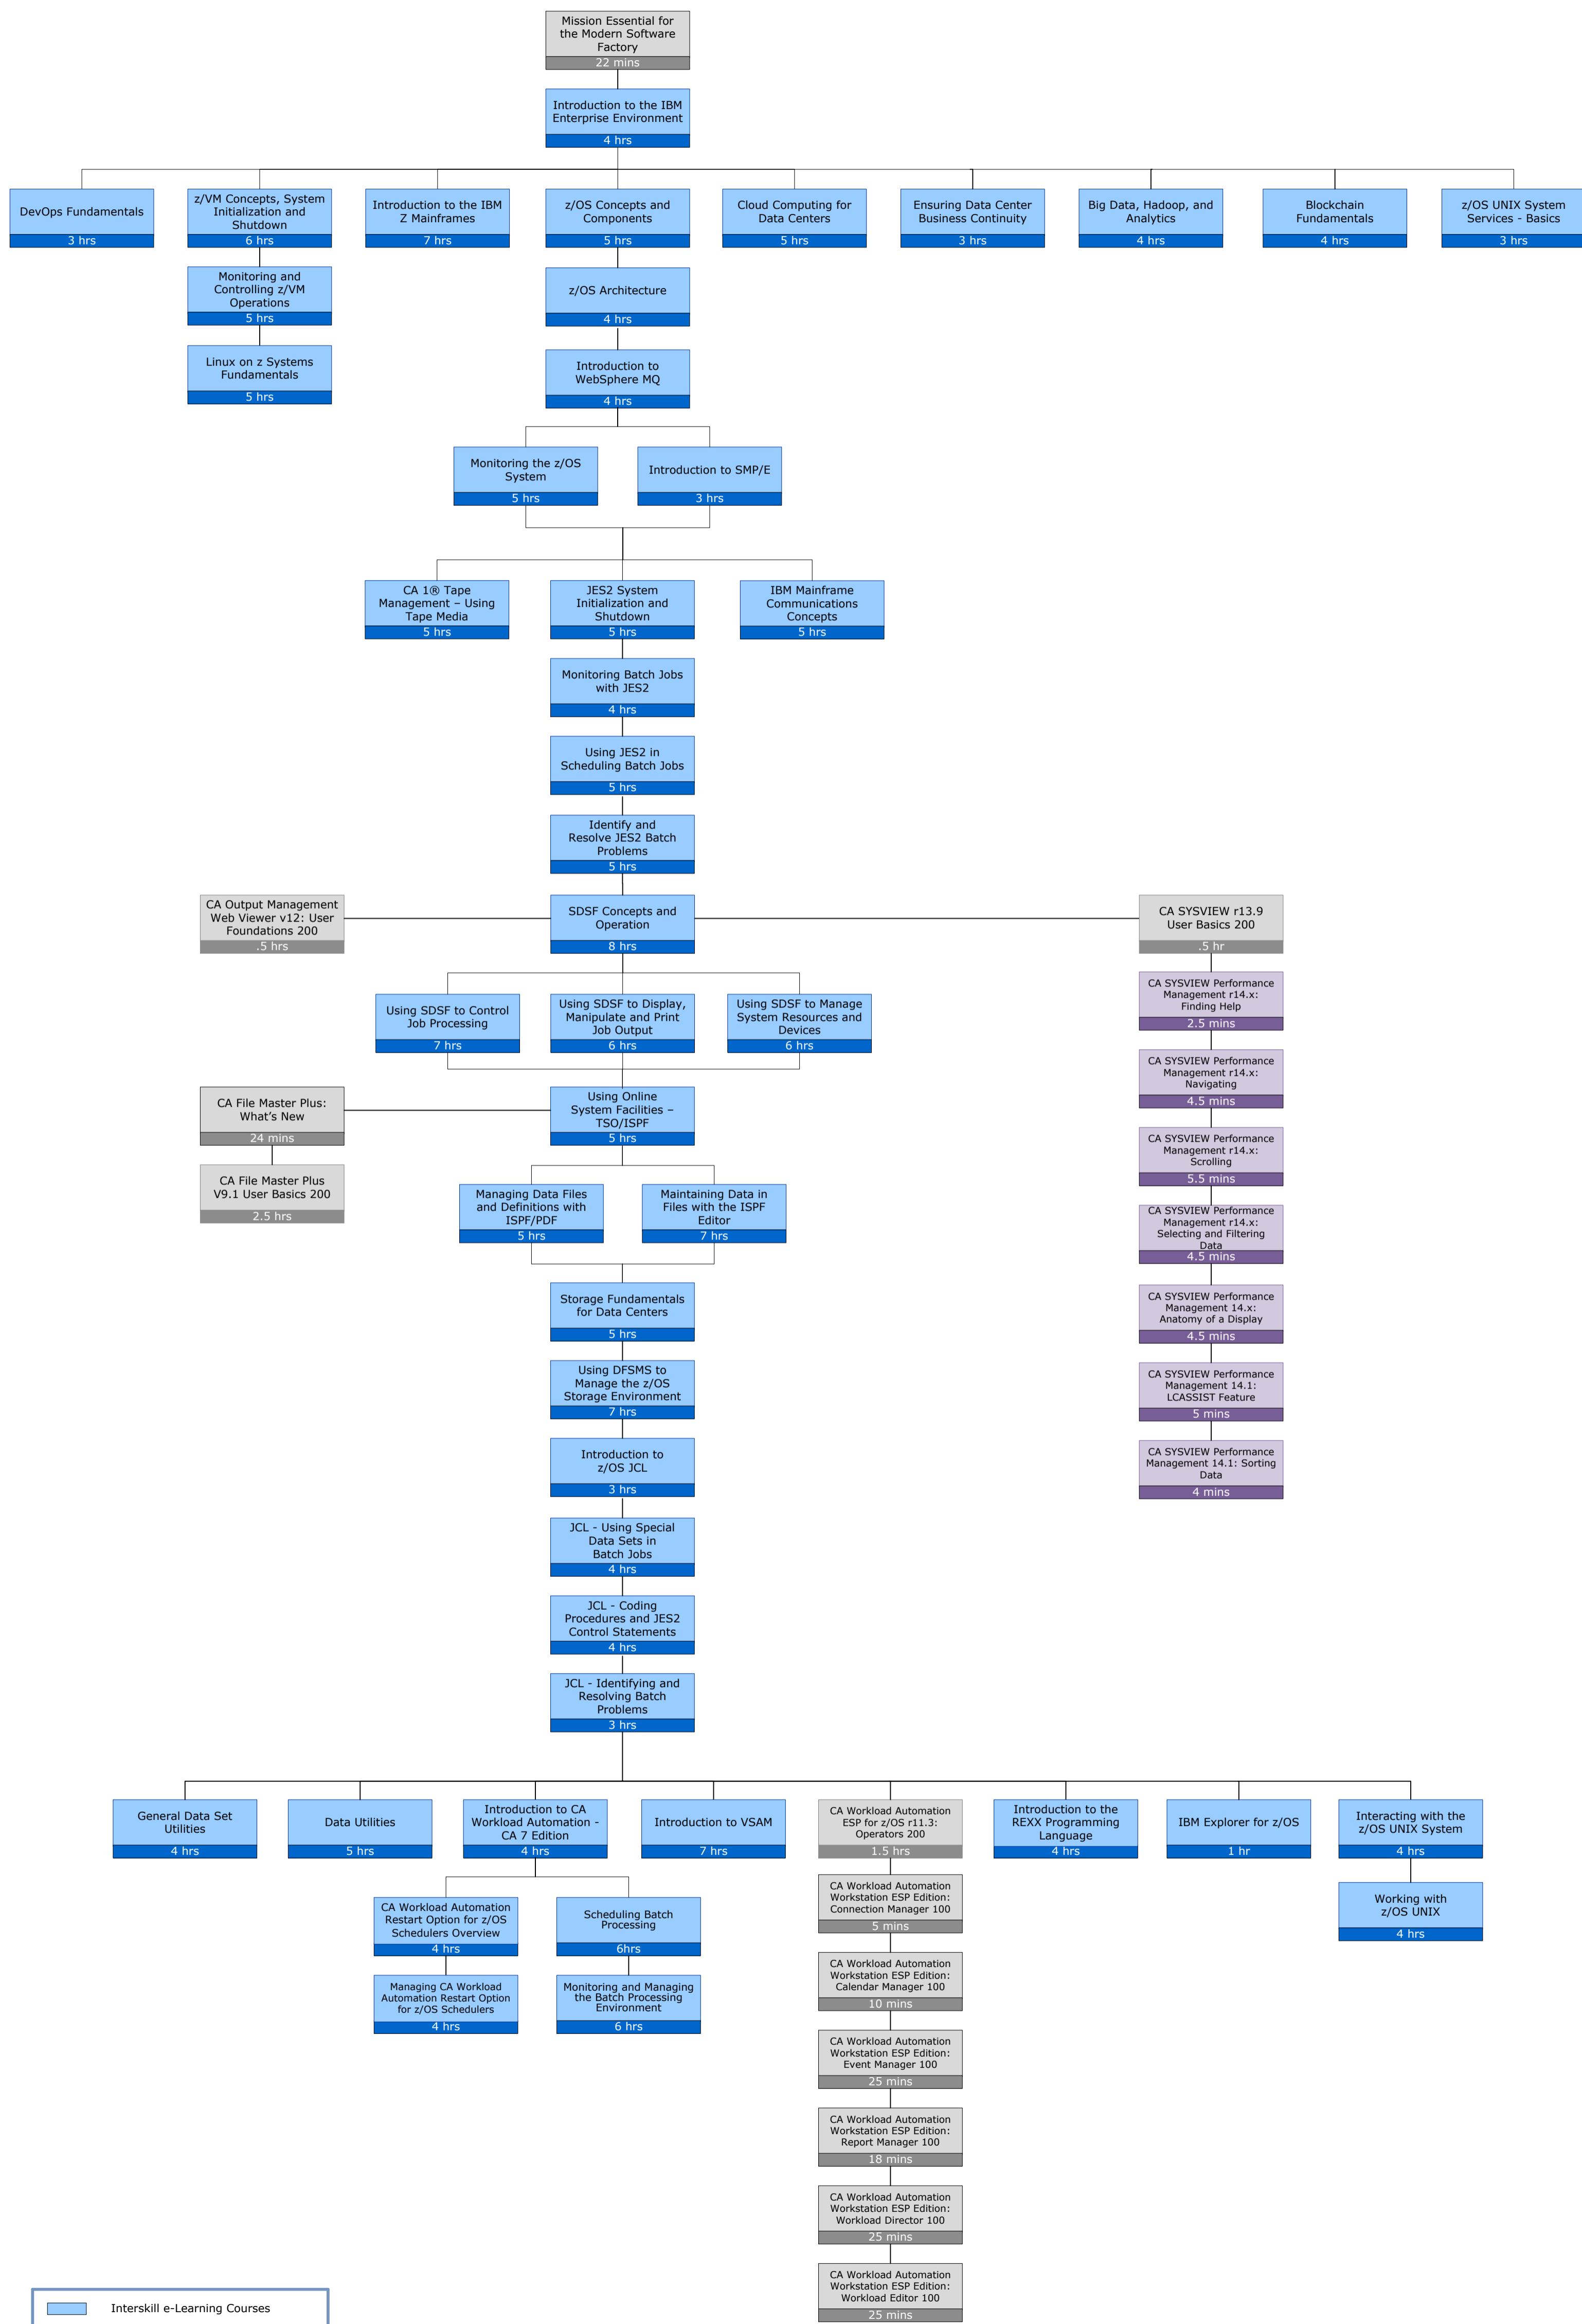 Mission Essential for
the Modern Software
Factory
22 mins
Introduction to the IBM
Enterprise Environment
4 hrs
DevOps Fundamentals
3 hrs
z/VM Concepts, System
Initialization and
Shutdown
6 hrs
Introduction to the IBM
Z Mainframes
7 hrs
z/OS Concepts and
Components
5 hrs
Cloud Computing for
Data Centers
5 hrs
Ensuring Data Center
Business Continuity
3 hrs
Big Data, Hadoop, and
Analytics
4 hrs
Blockchain
Fundamentals
4 hrs
z/OS UNIX System
Services - Basics
3 hrs
Monitoring and
Controlling z/VM
Operations
5 hrs
z/OS Architecture
4 hrs
Linux on z Systems
Fundamentals
5 hrs
Introduction to
WebSphere MQ
4 hrs
Monitoring the z/OS
System
5 hrs
Introduction to SMP/E
3 hrs
CA 1® Tape
Management – Using
Tape Media
5 hrs
JES2 System
Initialization and
Shutdown
5 hrs
IBM Mainframe
Communications
Concepts
5 hrs
Monitoring Batch Jobs
with JES2
4 hrs
Using JES2 in
Scheduling Batch Jobs
5 hrs
Identify and
Resolve JES2 Batch
Problems
5 hrs
CA Output Management
Web Viewer v12: User
Foundations 200
.5 hrs
SDSF Concepts and
Operation
8 hrs
CA SYSVIEW r13.9
User Basics 200
.5 hr
Using SDSF to Control
Job Processing
7 hrs
Using SDSF to Display,
Manipulate and Print
Job Output
6 hrs
Using SDSF to Manage
System Resources and
Devices
6 hrs
CA SYSVIEW Performance
Management r14.x:
Finding Help
2.5 mins
CA SYSVIEW Performance
Management r14.x:
Navigating
4.5 mins
CA File Master Plus:
What's New
24 mins
Using Online
System Facilities –
TSO/ISPF
5 hrs
CA SYSVIEW Performance
Management r14.x:
Scrolling
5.5 mins
CA File Master Plus
V9.1 User Basics 200
2.5 hrs
Managing Data Files
and Definitions with
ISPF/PDF
5 hrs
Maintaining Data in
Files with the ISPF
Editor
7 hrs
CA SYSVIEW Performance
Management r14.x:
Selecting and Filtering
Data
4.5 mins
Storage Fundamentals
for Data Centers
5 hrs
CA SYSVIEW Performance
Management 14.x:
Anatomy of a Display
4.5 mins
Using DFSMS to
Manage the z/OS
Storage Environment
7 hrs
CA SYSVIEW Performance
Management 14.1:
LCASSIST Feature
5 mins
Introduction to
z/OS JCL
3 hrs
CA SYSVIEW Performance
Management 14.1: Sorting
Data
4 mins
JCL - Using Special
Data Sets in
Batch Jobs
4 hrs
JCL - Coding
Procedures and JES2
Control Statements
4 hrs
JCL - Identifying and
Resolving Batch
Problems
3 hrs
General Data Set
Utilities
4 hrs
Data Utilities
5 hrs
Introduction to CA
Workload Automation -
CA 7 Edition
4 hrs
Introduction to VSAM
7 hrs
CA Workload Automation
ESP for z/OS r11.3:
Operators 200
1.5 hrs
Introduction to the
REXX Programming
Language
4 hrs
IBM Explorer for z/OS
1 hr
Interacting with the
z/OS UNIX System
4 hrs
CA Workload Automation
Restart Option for z/OS
Schedulers Overview
4 hrs
Scheduling Batch
Processing
6hrs
CA Workload Automation
Workstation ESP Edition:
Connection Manager 100
5 mins
Working with
z/OS UNIX
4 hrs
Managing CA Workload
Automation Restart Option
for z/OS Schedulers
4 hrs
Monitoring and Managing
the Batch Processing
Environment
6 hrs
CA Workload Automation
Workstation ESP Edition:
Calendar Manager 100
10 mins
CA Workload Automation
Workstation ESP Edition:
Event Manager 100
25 mins
CA Workload Automation
Workstation ESP Edition:
Report Manager 100
18 mins
CA Workload Automation
Workstation ESP Edition:
Workload Director 100
25 mins
CA Workload Automation
Workstation ESP Edition:
Workload Editor 100
25 mins
Interskill e-Learning Courses